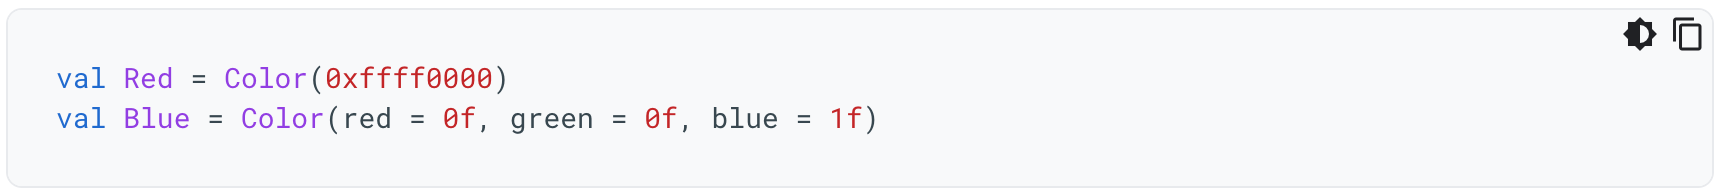 val Red = Color(0xffff0000)
val Blue = Color(red = 0f, green = 0f, blue = 1f)